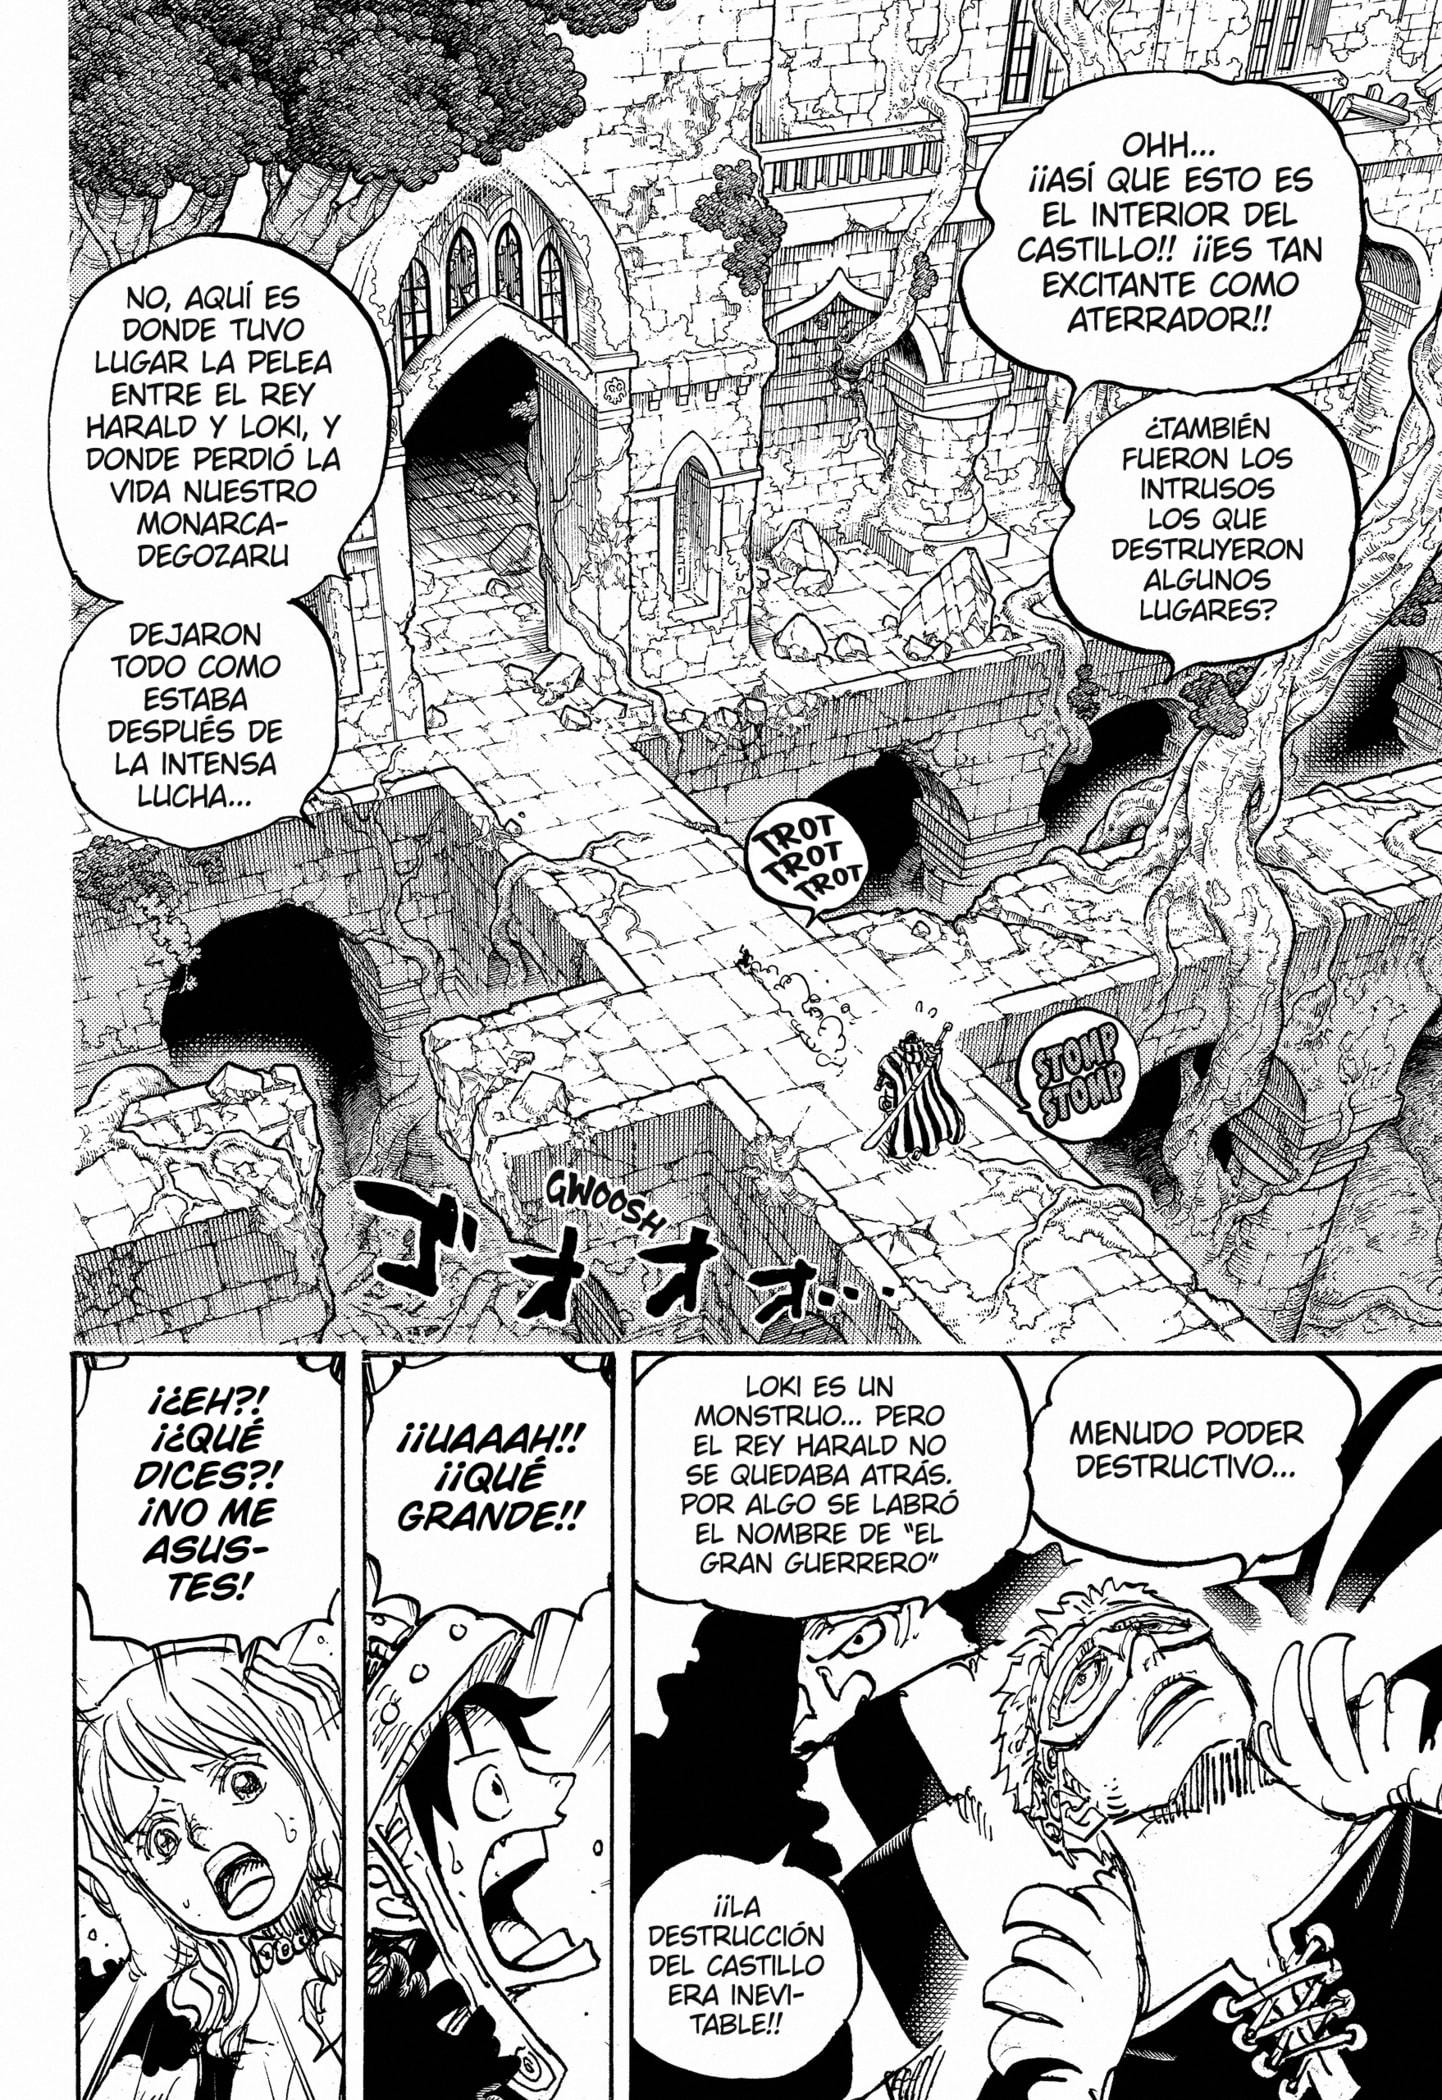 OHH...
¡¡ASÍ QUE ESTO ES
EL INTERIOR DEL
CASTILLO!! ¡¡ES TAN
EXCITANTE COMO
ATERRADOR!!
¿TAMBIÉN
FUERON LOS
INTRUSOS
LOS QUE
DESTRUYERON
ALGUNOS
LUGARES?
NO, AQUÍ ES
DONDE TUVO
LUGAR LA PELEA
ENTRE EL REY
HARALD Y LOKI, Y
DONDE PERDIÓ LA
VIDA NUESTRO
MONARCA-
DEGOZARU
DEJARON
TODO COMO
ESTABA
DESPUÉS DE
LA INTENSA
LUCHA...
TROT
TROT
TROT
STOMP
STOMP
GWOOSH
ゴオオオ...
MENUDO PODER
DESTRUCTIVO...
LOKI ES UN
MONSTRUO... PERO
EL REY HARALD NO
SE QUEDABA ATRÁS.
POR ALGO SE LABRÓ
EL NOMBRE DE "EL
GRAN GUERRERO"
¡¡LA
DESTRUCCIÓN
DEL CASTILLO
ERA INEVI-
TABLE!!
¡¡UAAAH!!
¡¡QUÉ
GRANDE!!
¡¿EH?!
¡¿QUÉ
DICES?!
¡NO ME
ASUS-
TES!